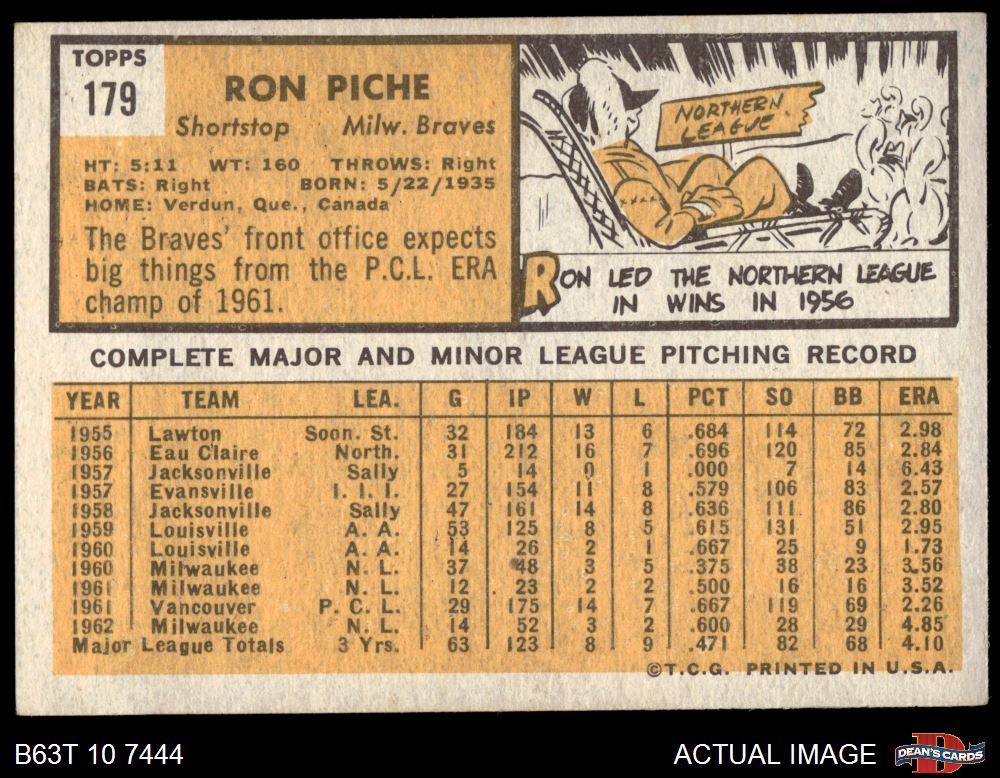 TOPPS
179
RON PICHE
Shortstop Milw. Braves
HT: 5:11 WT: 160 THROWS: Right
BATS: Right BORN: 5/22/1935
HOME: Verdun, Que., Canada
The Braves' front office expects
big things from the P.C.L. ERA
champ of 1961.
NORTHERN
LEAGUE
RON LED THE NORTHERN LEAGUE
IN WINS IN 1956
COMPLETE MAJOR AND MINOR LEAGUE PITCHING RECORD
YEAR TEAM LEA. G IP W L PCT SO BB ERA
1955 Lawton Soon. St. 32 184 13 6 .684 114 72 2.98
1956 Eau Claire North. 31 212 16 7 .696 120 85 2.84
1957 Jacksonville Sally 5 14 0 1 .000 7 14 6.43
1957 Evansville I. I. I. 27 154 11 8 .579 106 83 2.57
1958 Jacksonville Sally 47 161 14 8 .636 111 86 2.80
1959 Louisville A. A. 53 125 8 5 .615 131 51 2.95
1960 Louisville A. A. 14 26 2 1 .667 25 9 1.73
1960 Milwaukee N. L. 37 48 3 5 .375 38 23 3.56
1961 Milwaukee N. L. 12 23 2 2 .500 16 16 3.52
1961 Vancouver P. C. L. 29 175 14 7 .667 119 69 2.26
1962 Milwaukee N. L. 14 52 3 2 .600 28 29 4.85
Major League Totals 3 Yrs. 63 123 8 9 .471 82 68 4.10
©T.C.G. PRINTED IN U.S.A.
B63T 10 7444
ACTUAL IMAGE
DEAN'S CARDS